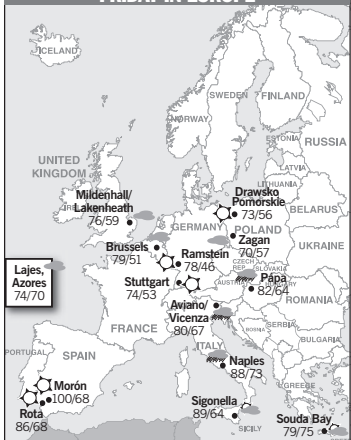 FRIDAY IN EUROPE
ICELAND
SWEDEN
FINLAND
NORWAY
ESTONIA
RUSSIA
LATVIA
LITHUANIA
UNITED
KINGDOM
Mildenhall/
Lakenheath
76/59
Drawsko
Pomorskie
73/56
BELARUS
GERMANY
POLAND
Zagan
70/57
UKRAINE
Brussels
79/51
Ramstein
78/46
CZECH
REP.
SLOVAKIA
Lajes,
Azores
74/70
Stuttgart
74/53
AUSTRIA
HUNGARY
Pápa
82/64
Aviano/
Vicenza
80/67
ROMANIA
FRANCE
BOSNIA
SERBIA
BULGARIA
ITALY
PORTUGAL
SPAIN
Naples
88/73
Morón
100/68
Rota
86/68
GREECE
Sigonella
89/64
SICILY
Souda Bay
79/75